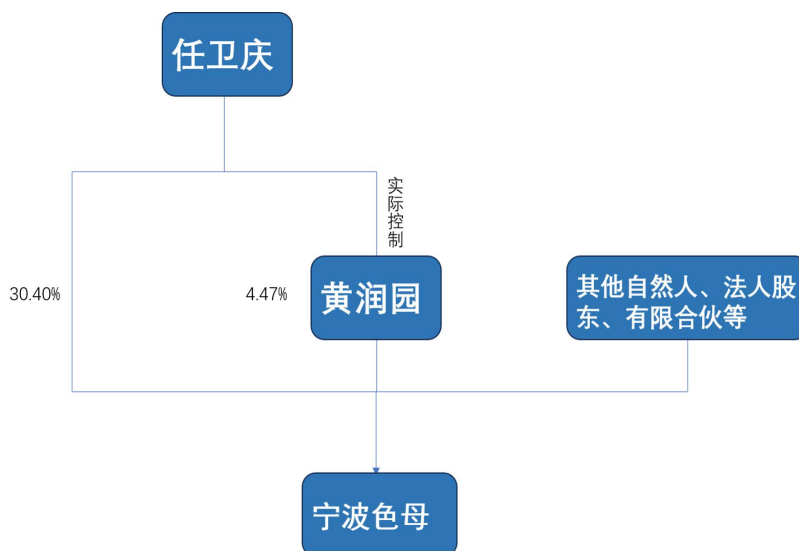 任卫庆
实际控制
30.40%
4.47%
黄润园
其他自然人、法人股
东、有限合伙等
宁波色母